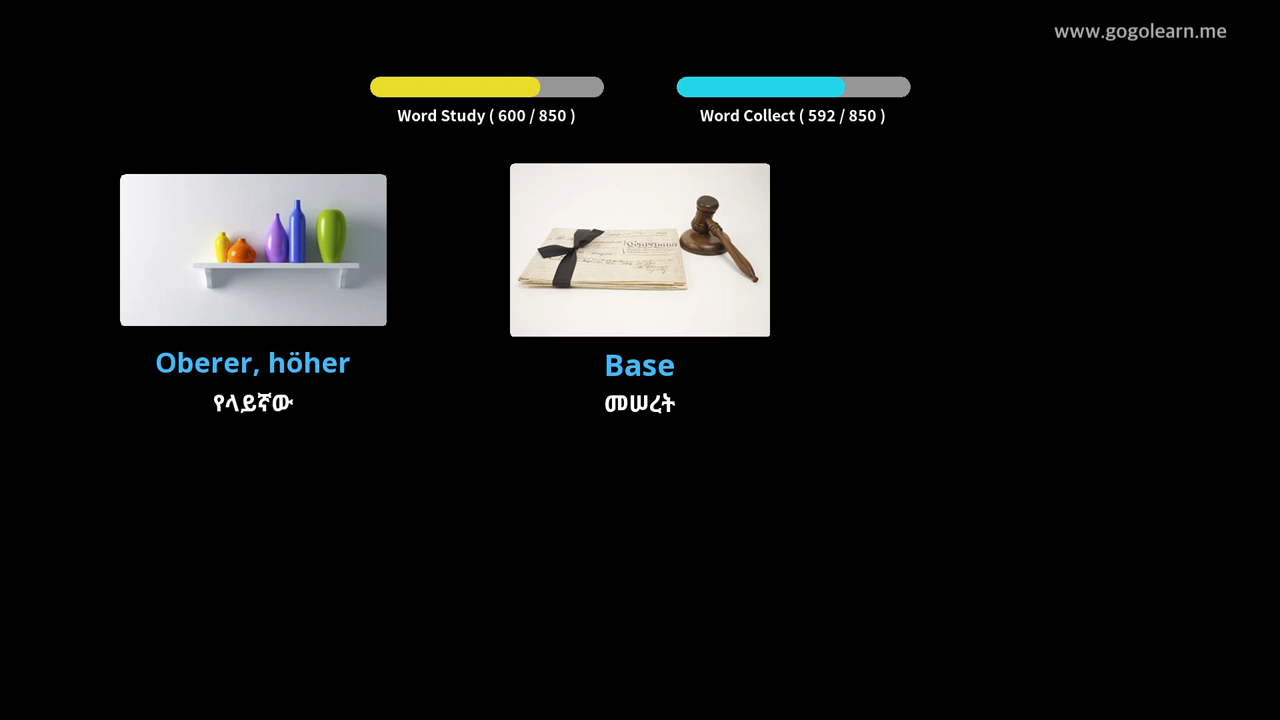 www.gogolearn.me
Word Study ( 600 / 850 )
Word Collect ( 592 / 850 )
Oberer, höher
የላይኛው
Base
መሠረት